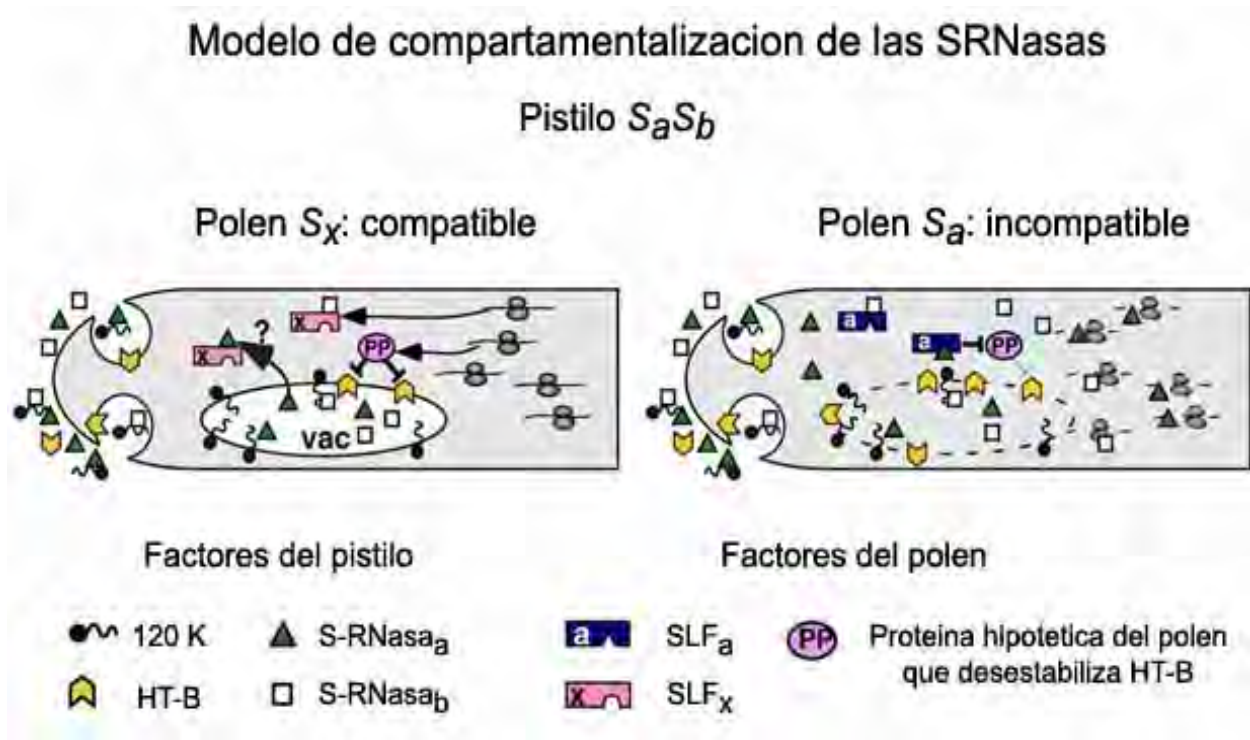 Modelo de compartamentalizacion de las SRNasas
Pistilo SaSb
Polen Sx: compatible
Polen Sa: incompatible
x
?
x
PP
vac
a
a
PP
Factores del pistilo
Factores del polen
120 K
S-RNasaa
a
SLFa
PP
Proteina hipotetica del polen
que desestabiliza HT-B
HT-B
S-RNasab
x
SLFx